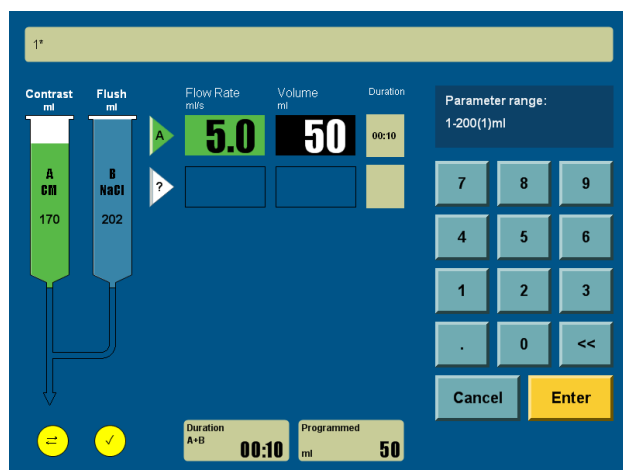 1*
Contrast
ml
Flush
ml
Flow Rate
ml/s
Volume
ml
Duration
A
5.0
50
00:10
?
A
CM
170
B
NaCl
202
Parameter range:
1-200(1)ml
7 8 9
4 5 6
1 2 3
. 0 <<
Cancel Enter
Duration
A+B
00:10
Programmed
ml
50